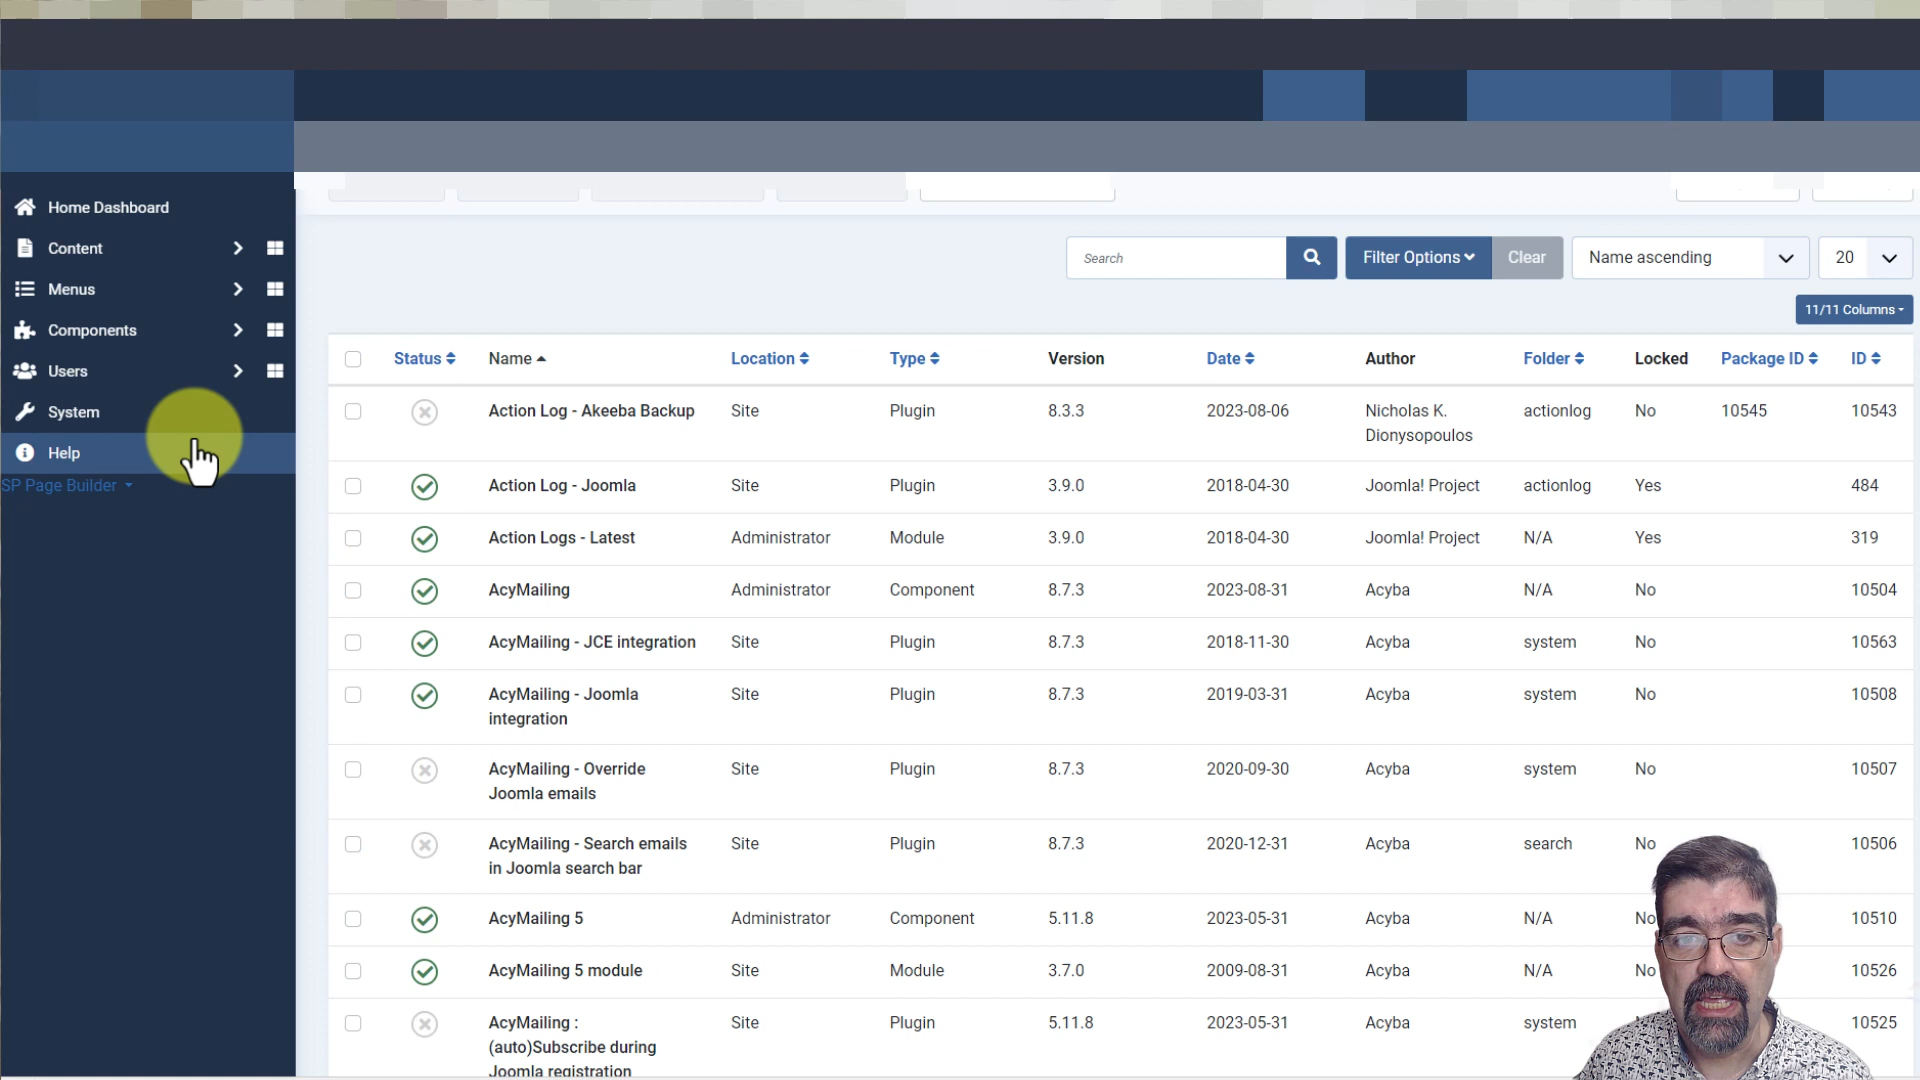 Home Dashboard
Content
Menus
Components
Users
System
Help
SP Page Builder
Search
Filter Options
Clear
Name ascending
20
11/11 Columns
Status Name Location Type Version Date Author Folder Locked Package ID ID
Action Log - Akeeba Backup Site Plugin 8.3.3 2023-08-06 Nicholas K. actionlog No 10545 10543
Dionysopoulos
Action Log - Joomla Site Plugin 3.9.0 2018-04-30 Joomla! Project actionlog Yes 484
Action Logs - Latest Administrator Module 3.9.0 2018-04-30 Joomla! Project N/A Yes 319
AcyMailing Administrator Component 8.7.3 2023-08-31 Acyba N/A No 10504
AcyMailing - JCE integration Site Plugin 8.7.3 2018-11-30 Acyba system No 10563
AcyMailing - Joomla Site Plugin 8.7.3 2019-03-31 Acyba system No 10508
integration
AcyMailing - Override Site Plugin 8.7.3 2020-09-30 Acyba system No 10507
Joomla emails
AcyMailing - Search emails Site Plugin 8.7.3 2020-12-31 Acyba search No 10506
in Joomla search bar
AcyMailing 5 Administrator Component 5.11.8 2023-05-31 Acyba N/A No 10510
AcyMailing 5 module Site Module 3.7.0 2009-08-31 Acyba N/A No 10526
AcyMailing : Site Plugin 5.11.8 2023-05-31 Acyba system 10525
(auto)Subscribe during
Joomla registration